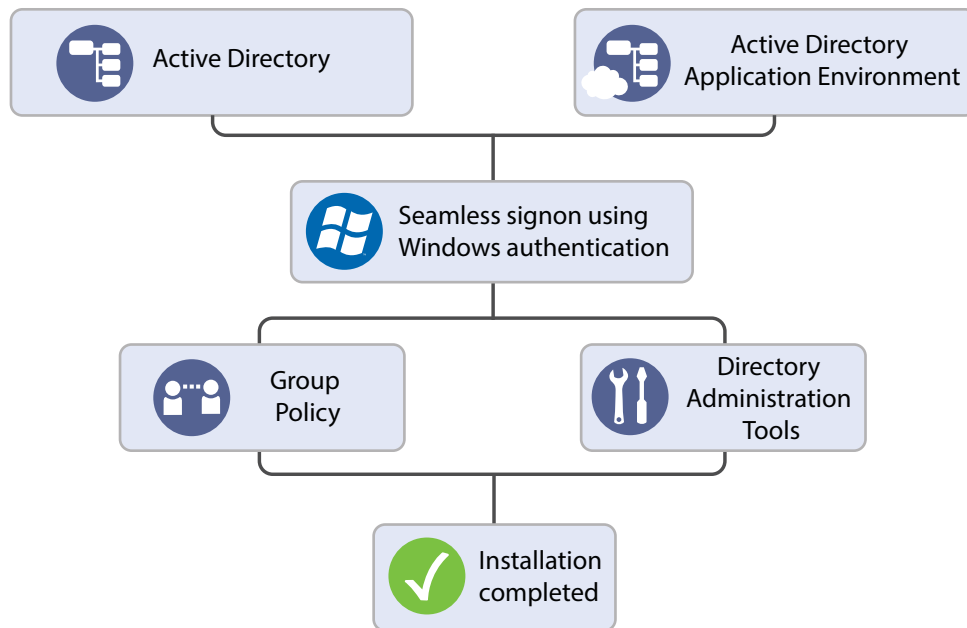 Active Directory
Active Directory
Application Environment
Seamless signon using
Windows authentication
Group
Policy
Directory
Administration
Tools
Installation
completed